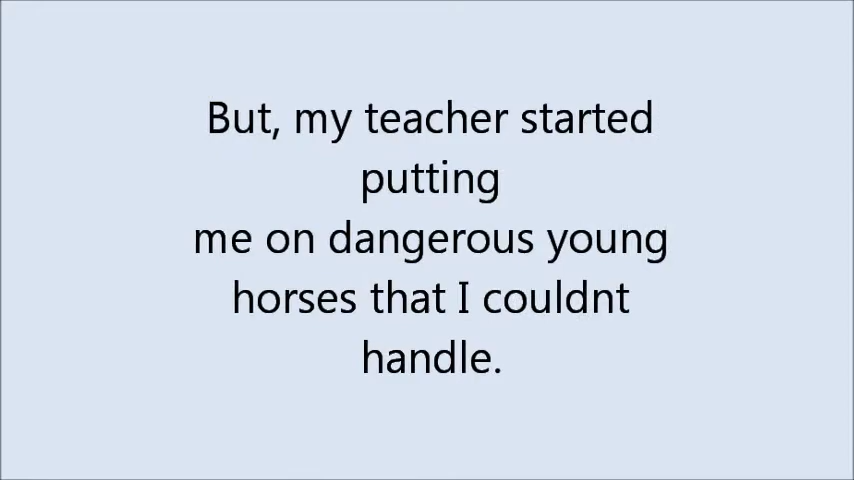 But, my teacher started
putting
me on dangerous young
horses that I couldnt
handle.